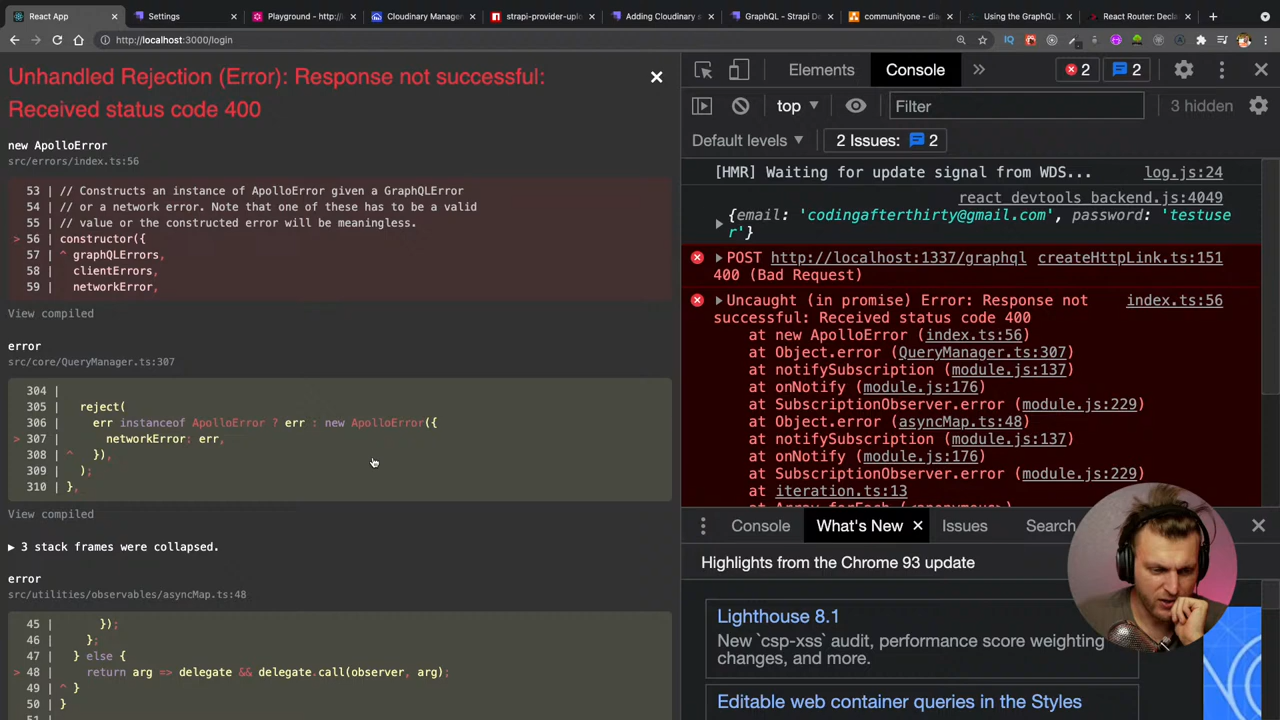 React App
Settings
Playground - http://
Cloudinary Manage
strapi-provider-uplo
Adding Cloudinary s
GraphQL - Strapi De
communityone - dia
Using the GraphQL
React Router: Decla
http://localhost:3000/login
Unhandled Rejection (Error): Response not successful:
Received status code 400
new ApolloError
src/errors/index.ts:56
53 | // Constructs an instance of ApolloError given a GraphQLError
54 | // or a network error. Note that one of these has to be a valid
55 | // value or the constructed error will be meaningless.
> 56 | constructor({
57 | ^ graphQLErrors,
58 | clientErrors,
59 | networkError,
View compiled
error
src/core/QueryManager.ts:307
304 |
305 | reject(
306 | err instanceof ApolloError ? err : new ApolloError({
> 307 | networkError: err,
308 | ^ }),
309 | );
310 | },
View compiled
▶ 3 stack frames were collapsed.
error
src/utilities/observables/asyncMap.ts:48
45 | });
46 | };
47 | } else {
> 48 | return arg => delegate && delegate.call(observer, arg);
49 | ^ }
50 | }
Elements
Console
2
2
top
Filter
3 hidden
Default levels
2 Issues: 2
[HMR] Waiting for update signal from WDS... log.js:24
react_devtools_backend.js:4049
{email: 'codingafterthirty@gmail.com', password: 'testuse
r'}
POST http://localhost:1337/graphql createHttpLink.ts:151
400 (Bad Request)
Uncaught (in promise) Error: Response not index.ts:56
successful: Received status code 400
at new ApolloError (index.ts:56)
at Object.error (QueryManager.ts:307)
at notifySubscription (module.js:137)
at onNotify (module.js:176)
at SubscriptionObserver.error (module.js:229)
at Object.error (asyncMap.ts:48)
at notifySubscription (module.js:137)
at onNotify (module.js:176)
at SubscriptionObserver.error (module.js:229)
at iteration.ts:13
Console
What's New
Issues
Search
Highlights from the Chrome 93 update
Lighthouse 8.1
New `csp-xss` audit, performance score weighting
changes, and more.
Editable web container queries in the Styles